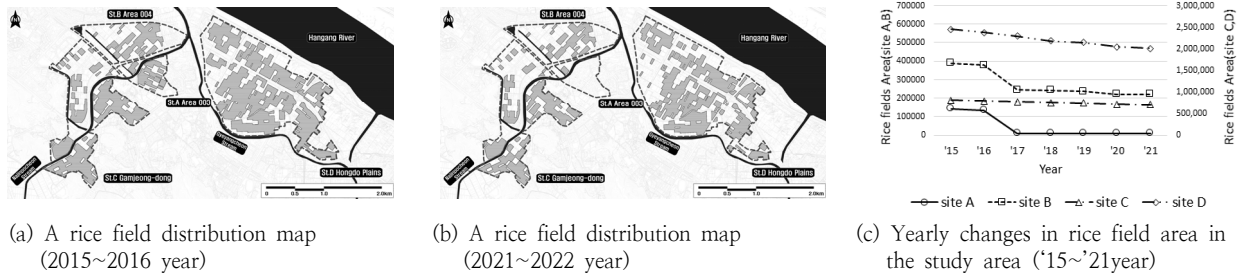 St.B Area 004
Hangang River
St.A Area 003
St.C Gamjeong-dong
St.D Hongdo Plains
0 0.5 1.0 2.0km
(a) A rice field distribution map
(2015~2016 year)
St.B Area 004
Hangang River
St.A Area 003
St.C Gamjeong-dong
St.D Hongdo Plains
0 0.5 1.0 2.0km
(b) A rice field distribution map
(2021~2022 year)
Rice fields Area(site A,B)
700000
600000
500000
400000
300000
200000
100000
0
3,000,000
2,500,000
2,000,000
1,500,000
1,000,000
500,000
0
Rice fields Area(site C,D)
'15 '16 '17 '18 '19 '20 '21
Year
site A site B site C site D
(c) Yearly changes in rice field area in
the study area ('15~'21year)